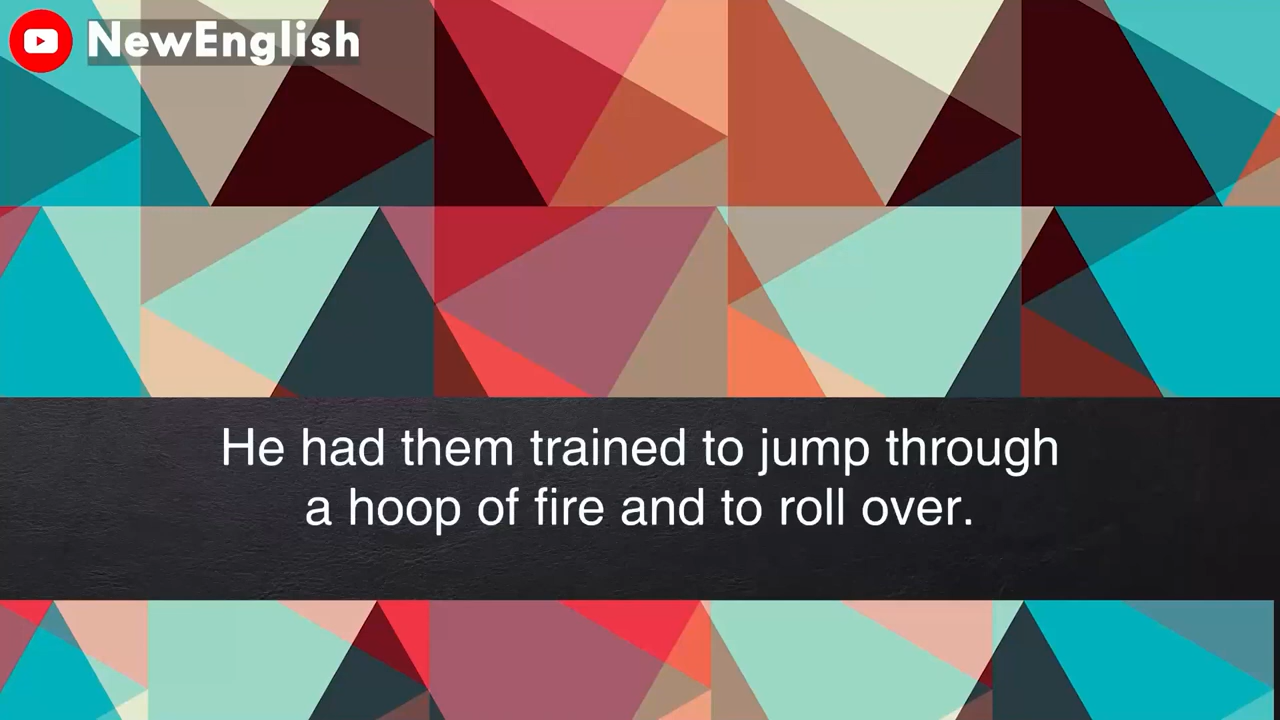 NewEnglish
He had them trained to jump through
a hoop of fire and to roll over.